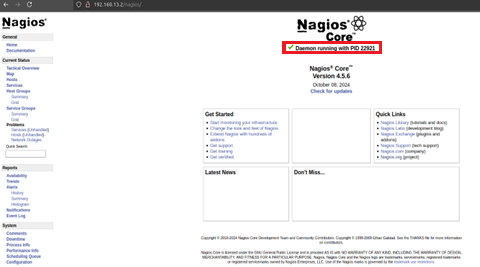 192.168.13.2/nagios/
Nagios®
General
Home
Documentation
Current Status
Tactical Overview
Map
Hosts
Services
Host Groups
Summary
Grid
Service Groups
Summary
Grid
Problems
Services (Unhandled)
Hosts (Unhandled)
Network Outages
Quick Search:
Reports
Availability
Trends
Alerts
History
Summary
Histogram
Notifications
Event Log
System
Comments
Downtime
Process Info
Performance Info
Scheduling Queue
Configuration
Nagios®
Core™
✓ Daemon running with PID 22921
Nagios® Core™
Version 4.5.6
October 08, 2024
Check for updates
Get Started
• Start monitoring your infrastructure
• Change the look and feel of Nagios
• Extend Nagios with hundreds of
addons
• Get support
• Get training
• Get certified
Quick Links
• Nagios Library (tutorials and docs)
• Nagios Labs (development blog)
• Nagios Exchange (plugins and
addons)
• Nagios Support (tech support)
• Nagios.com (company)
• Nagios.org (project)
Latest News
Don't Miss...
Copyright © 2010-2024 Nagios Core Development Team and Community Contributors. Copyright © 1999-2009 Ethan Galstad. See the THANKS file for more information
on contributors.
Nagios Core is licensed under the GNU General Public License and is provided AS IS with NO WARRANTY OF ANY KIND, INCLUDING THE WARRANTY OF DESIGN,
MERCHANTABILITY, AND FITNESS FOR A PARTICULAR PURPOSE. Nagios, Nagios Core and the Nagios logo are trademarks, servicemarks, registered trademarks
or registered servicemarks owned by Nagios Enterprises, LLC. Use of the Nagios marks is governed by the trademark use restrictions.